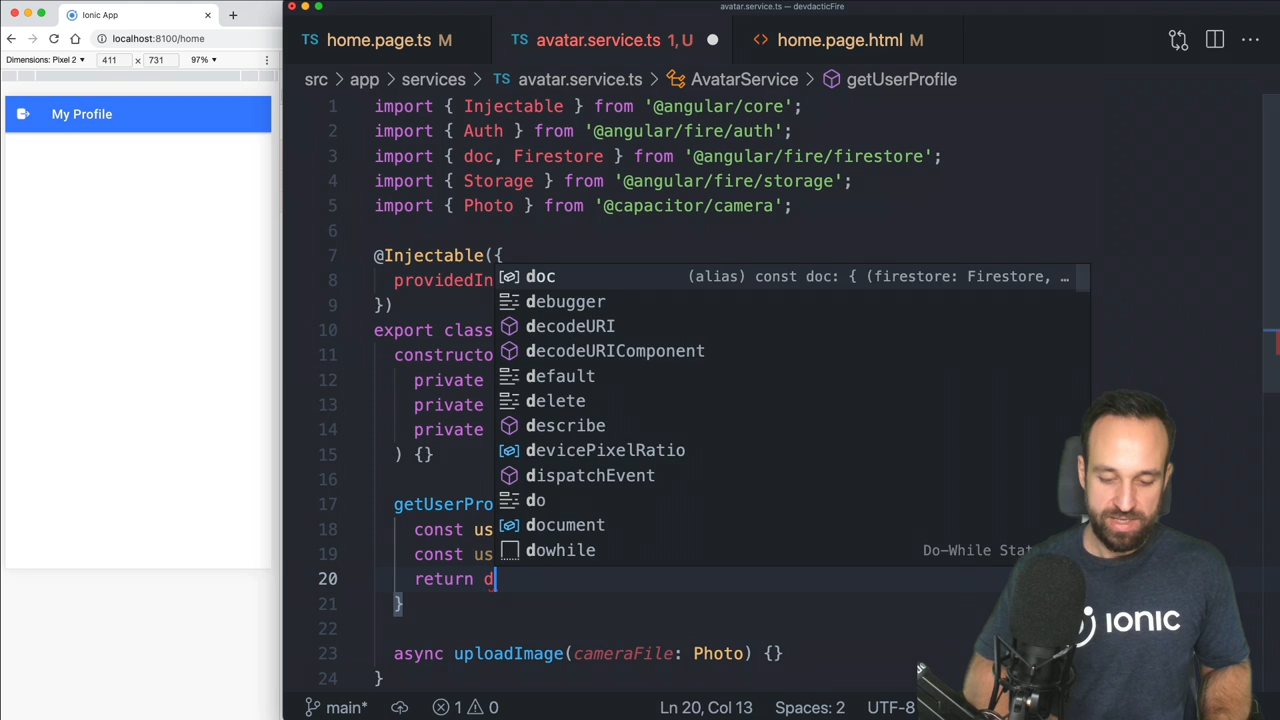 avatar.service.ts — devdacticFire
Ionic App × +
localhost:8100/home
Dimensions: Pixel 2 411 × 731 97%
My Profile
TS home.page.ts M
TS avatar.service.ts 1, U
<> home.page.html M
src > app > services > TS avatar.service.ts > AvatarService > getUserProfile
1 import { Injectable } from '@angular/core';
2 import { Auth } from '@angular/fire/auth';
3 import { doc, Firestore } from '@angular/fire/firestore';
4 import { Storage } from '@angular/fire/storage';
5 import { Photo } from '@capacitor/camera';
6
7 @Injectable({
8 providedIn
9 })
10 export class
11 constructo
12 private
13 private
14 private
15 ) {}
16
17 getUserPro
18 const us
19 const us
20 return d
21 }
22
23 async uploadImage(cameraFile: Photo) {}
24 }
doc (alias) const doc: { (firestore: Firestore, …
debugger
decodeURI
decodeURIComponent
default
delete
describe
devicePixelRatio
dispatchEvent
do
document
dowhile Do-While Stat
IONIC
main* 1 0 Ln 20, Col 13 Spaces: 2 UTF-8